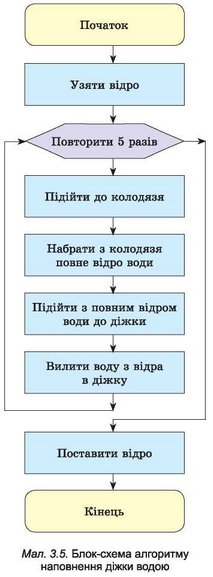 Початок
Узяти відро
Повторити 5 разів
Підійти до колодязя
Набрати з колодязя
повне відро води
Підійти з повним відром
води до діжки
Вилити воду з відра
в діжку
Поставити відро
Кінець
Мал. 3.5. Блок-схема алгоритму
наповнення діжки водою